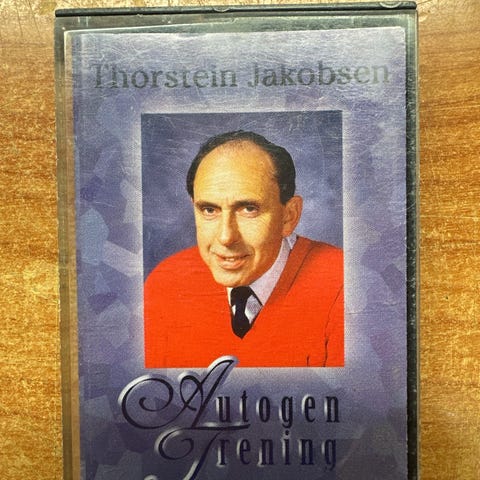 Thorstein Jakobsen
Autogen
Trening